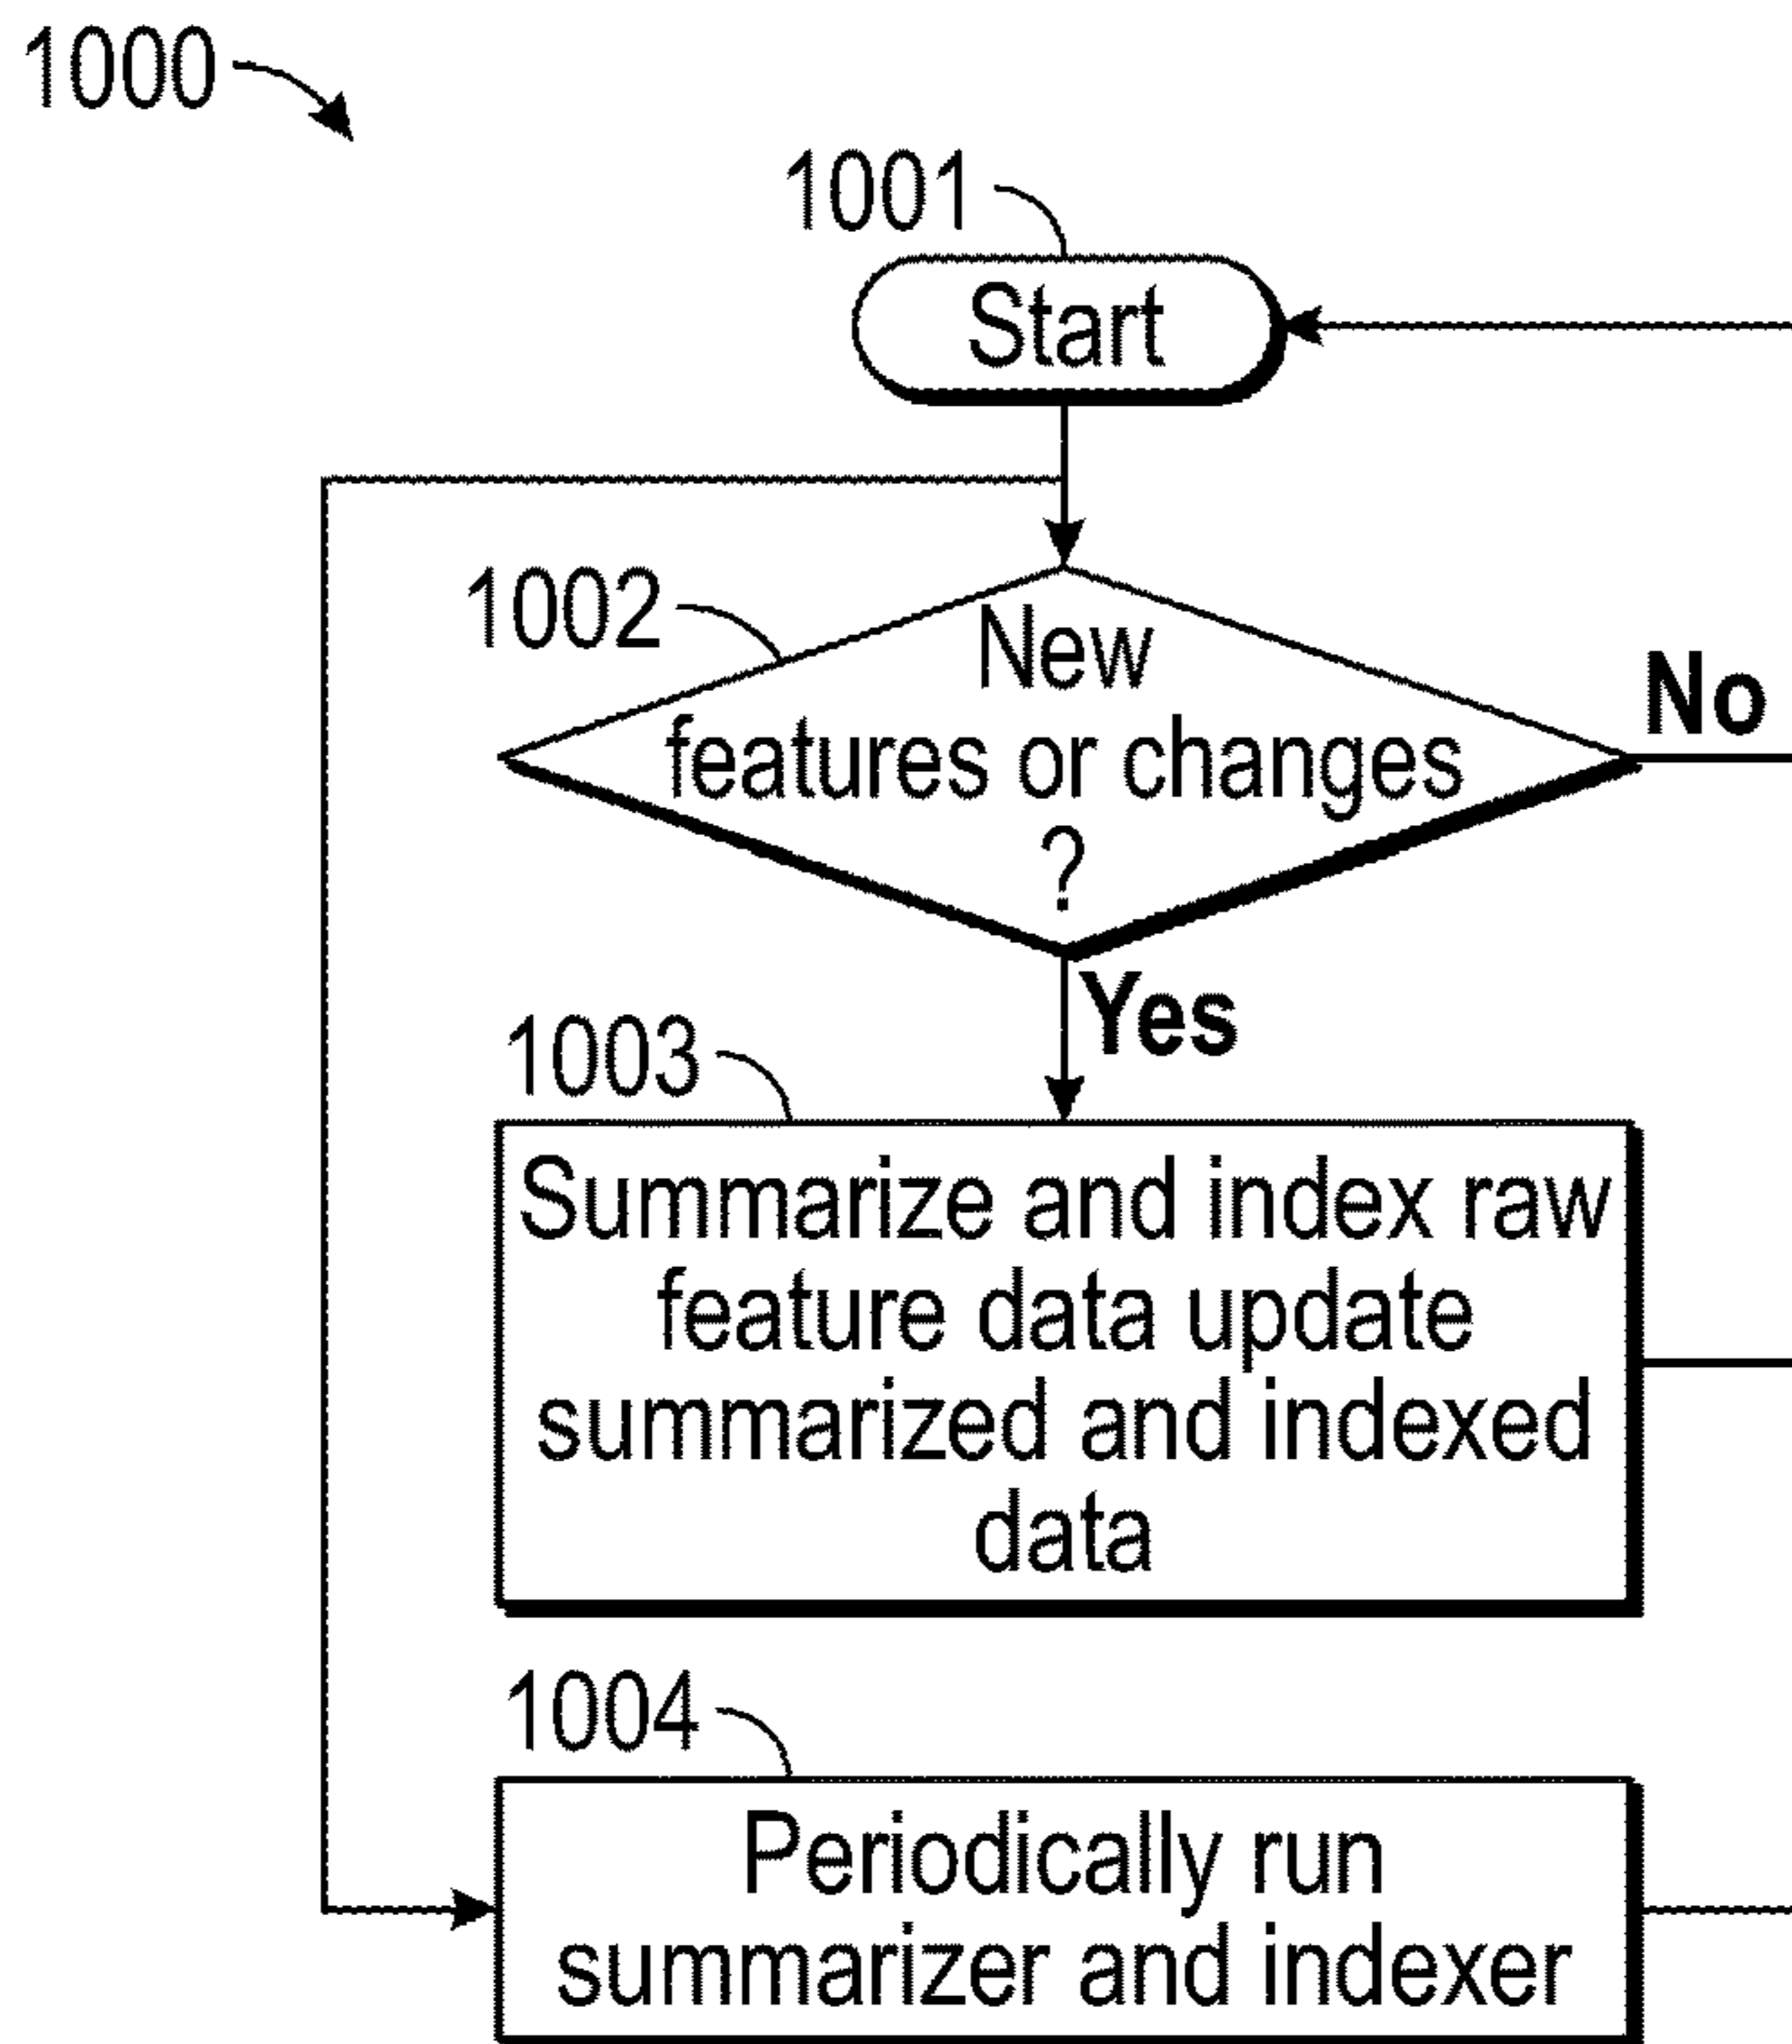 1000
1001
Start
1002
New
features or changes
?
No
Yes
1003
Summarize and index raw
feature data update
summarized and indexed
data
1004
Periodically run
summarizer and indexer